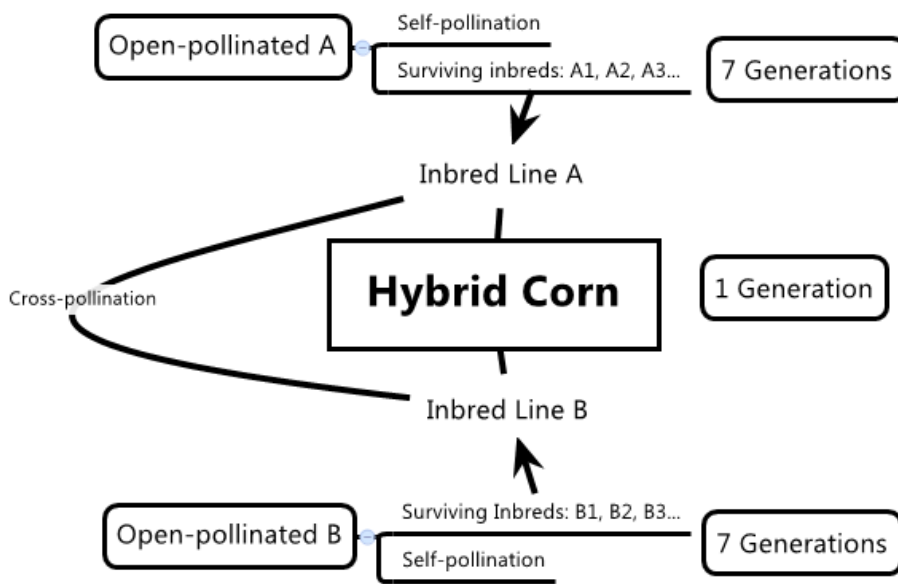 Self-pollination
Open-pollinated A
Surviving inbreds: A1, A2, A3...
7 Generations
Inbred Line A
Hybrid Corn
1 Generation
Cross-pollination
Inbred Line B
Surviving Inbreds: B1, B2, B3...
Open-pollinated B
7 Generations
Self-pollination